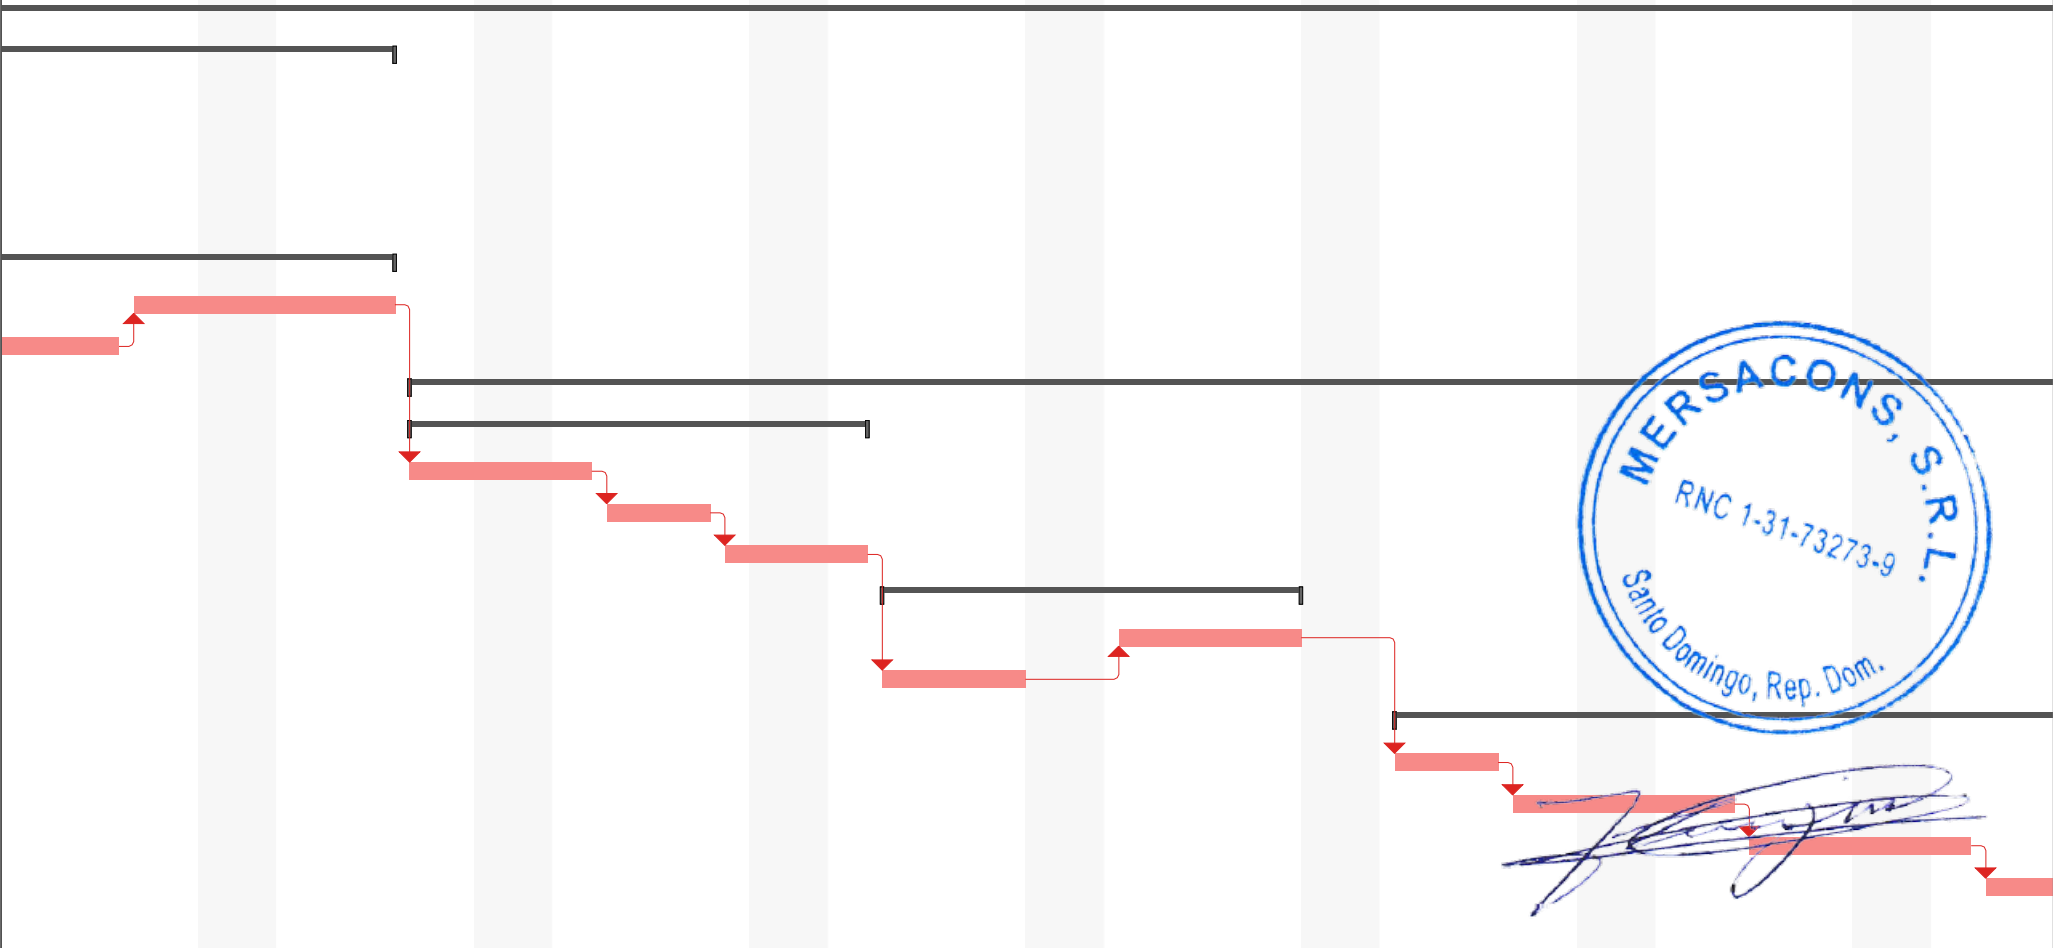 MERSACONS, S.R.L.
RNC 1-31-73273-9
Santo Domingo, Rep. Dom.